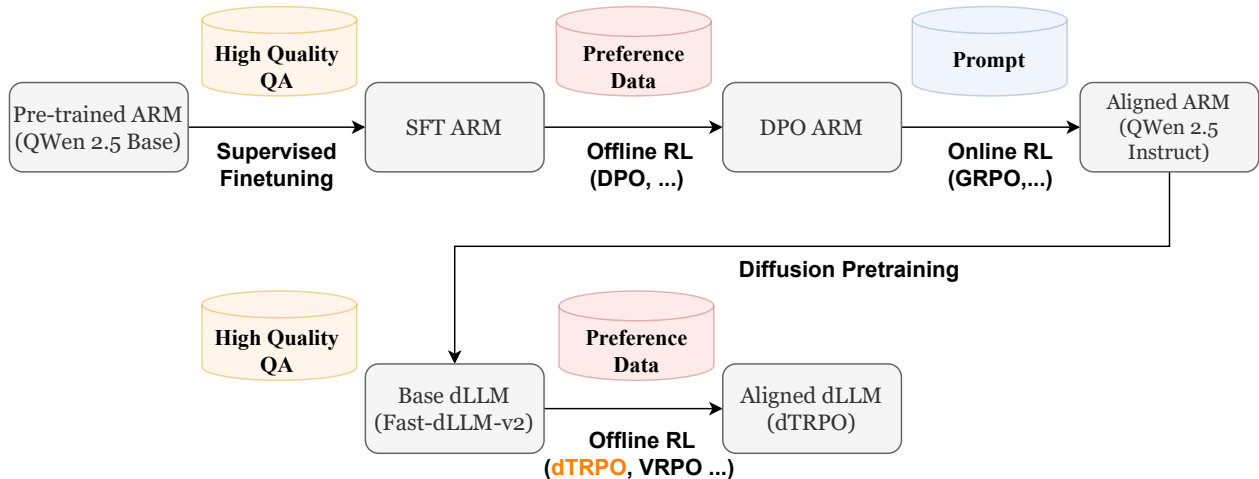 High Quality
QA
Preference
Data
Prompt
Pre-trained ARM
(QWen 2.5 Base)
SFT ARM
DPO ARM
Aligned ARM
(QWen 2.5
Instruct)
Supervised
Finetuning
Offline RL
(DPO, ...)
Online RL
(GRPO,...)
Diffusion Pretraining
High Quality
QA
Preference
Data
Base dLLM
(Fast-dLLM-v2)
Aligned dLLM
(dTRPO)
Offline RL
(dTRPO, VRPO ...)